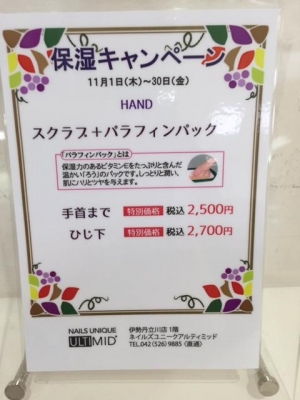 保湿キャンペーン
11月1日(木)〜30日(金)
HAND
スクラブ+パラフィンパック
「パラフィンパック」とは
保湿力のあるビタミンEをたっぷりと含んだ
温かい「ろう」のパックです。しっとりと潤い、
肌にハリとツヤを与えます。
手首まで 特別価格 税込 2,500円
ひじ下 特別価格 税込 2,700円
NAILS UNIQUE
ULTIMID
伊勢丹立川店 1階
ネイルズユニークアルティミッド
TEL.042 (526) 9885 (直通)